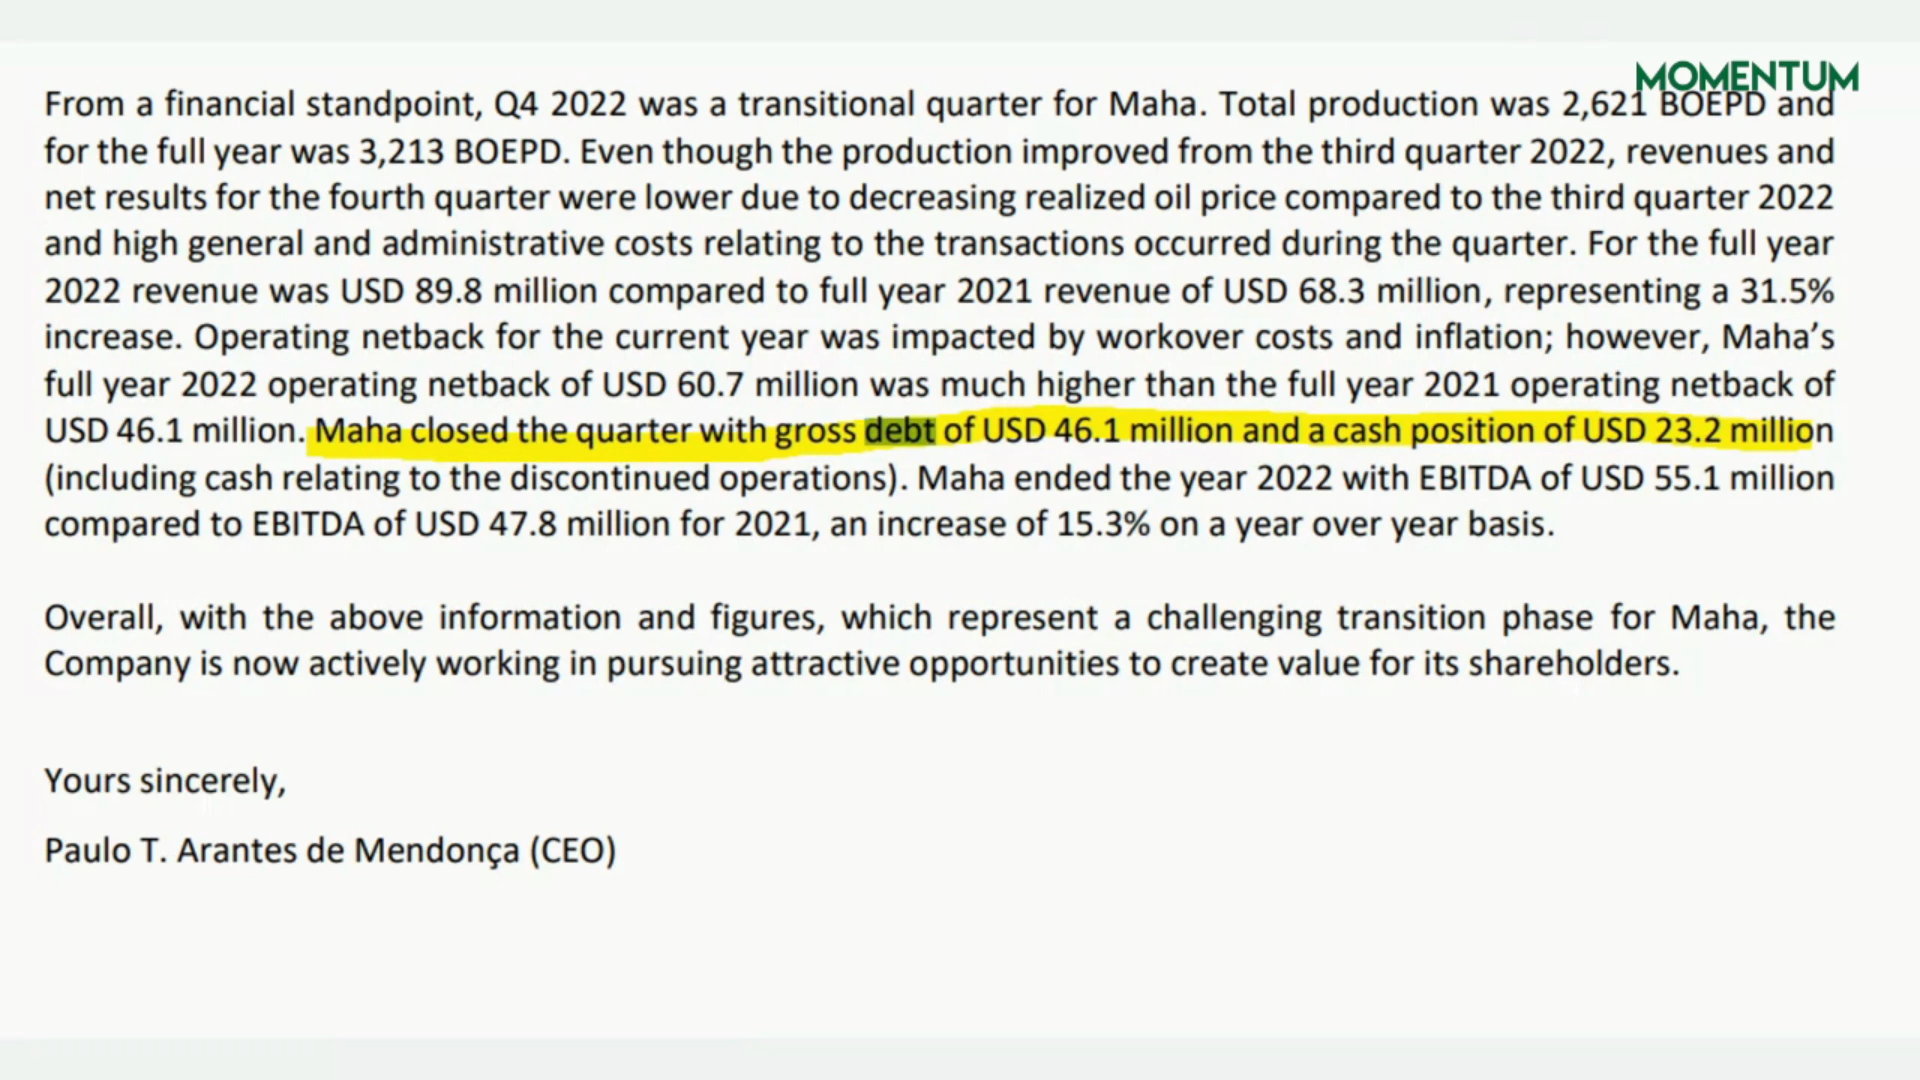 MOMENTUM
From a financial standpoint, Q4 2022 was a transitional quarter for Maha. Total production was 2,621 BOEPD and
for the full year was 3,213 BOEPD. Even though the production improved from the third quarter 2022, revenues and
net results for the fourth quarter were lower due to decreasing realized oil price compared to the third quarter 2022
and high general and administrative costs relating to the transactions occurred during the quarter. For the full year
2022 revenue was USD 89.8 million compared to full year 2021 revenue of USD 68.3 million, representing a 31.5%
increase. Operating netback for the current year was impacted by workover costs and inflation; however, Maha’s
full year 2022 operating netback of USD 60.7 million was much higher than the full year 2021 operating netback of
USD 46.1 million. Maha closed the quarter with gross debt of USD 46.1 million and a cash position of USD 23.2 million
(including cash relating to the discontinued operations). Maha ended the year 2022 with EBITDA of USD 55.1 million
compared to EBITDA of USD 47.8 million for 2021, an increase of 15.3% on a year over year basis.
Overall, with the above information and figures, which represent a challenging transition phase for Maha, the
Company is now actively working in pursuing attractive opportunities to create value for its shareholders.
Yours sincerely,
Paulo T. Arantes de Mendonça (CEO)